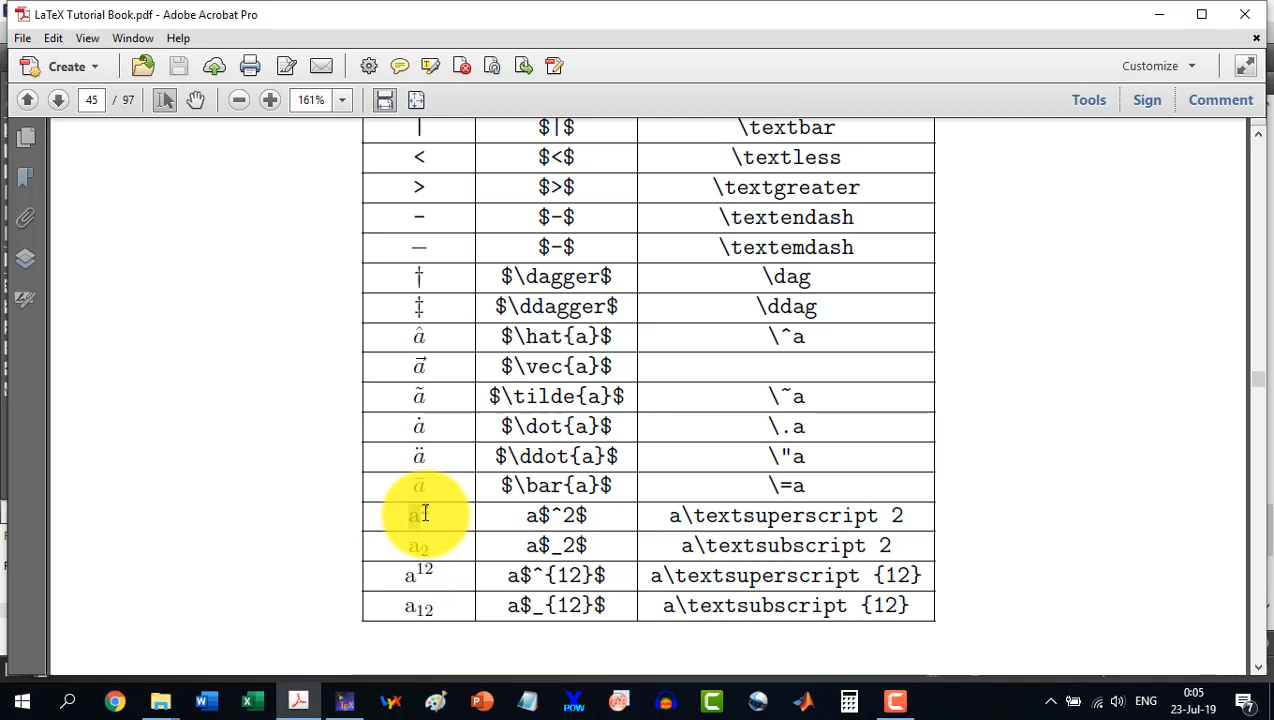 LaTeX Tutorial Book.pdf - Adobe Acrobat Pro
File Edit View Window Help
Create Customize
45 / 97 161% Tools Sign Comment
| $|$ \textbar
< $<$ \textless
> $>$ \textgreater
- $-$ \textendash
— $-$ \textemdash
† $\dagger$ \dag
‡ $\ddagger$ \ddag
â $\hat{a}$ \^a
a⃗ $\vec{a}$
ã $\tilde{a}$ \~a
ȧ $\dot{a}$ \.a
ä $\ddot{a}$ \"a
ā $\bar{a}$ \=a
a a$^2$ a\textsuperscript 2
a₂ a$_2$ a\textsubscript 2
a¹² a$^{12}$ a\textsuperscript {12}
a₁₂ a$_{12}$ a\textsubscript {12}
ENG 0:05
23-Jul-19